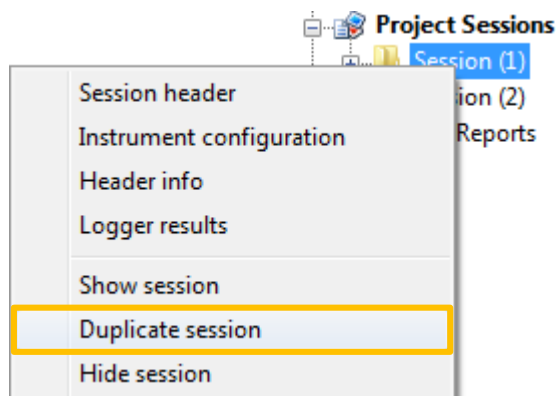 Project Sessions
Session (1)
ion (2)
Reports
Session header
Instrument configuration
Header info
Logger results
Show session
Duplicate session
Hide session